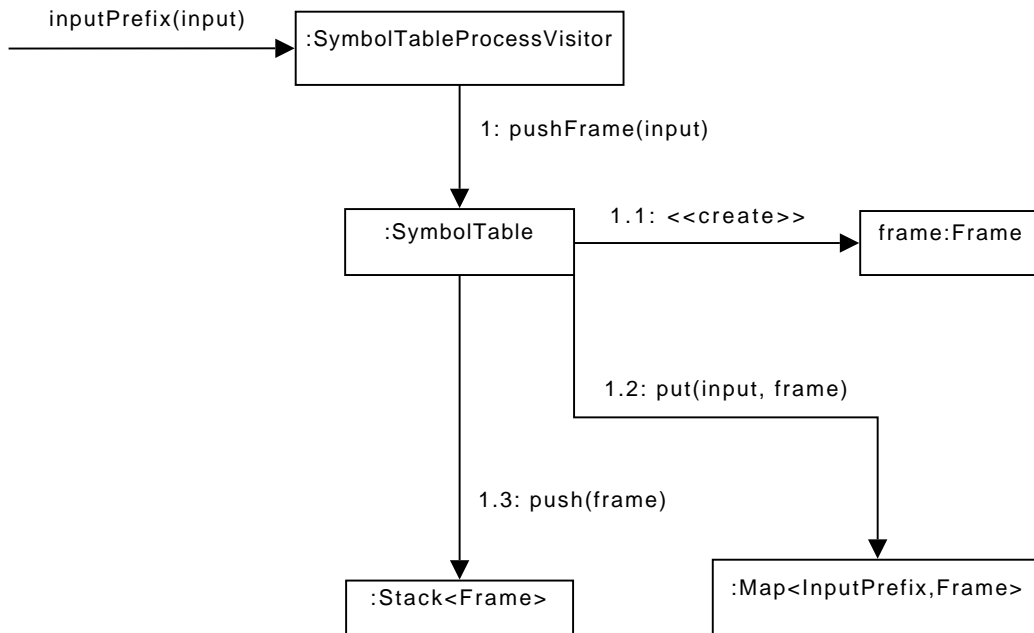 inputPrefix(input)
:SymbolTableProcessVisitor
1: pushFrame(input)
:SymbolTable
1.1: <<create>>
frame:Frame
1.2: put(input, frame)
1.3: push(frame)
:Stack<Frame>
:Map<InputPrefix,Frame>